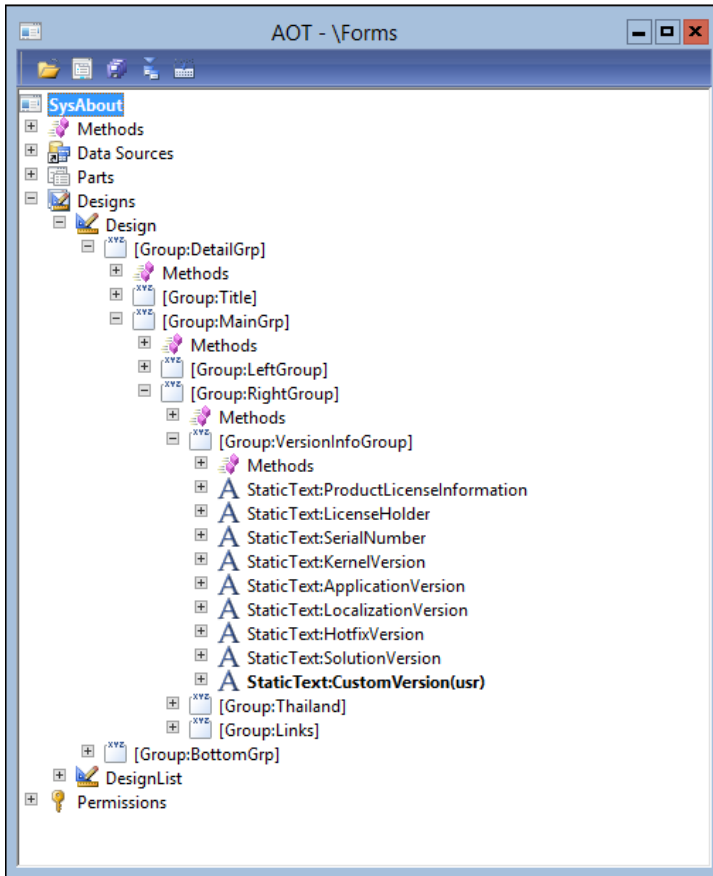 AOT - \Forms
SysAbout
Methods
Data Sources
Parts
Designs
Design
[Group:DetailGrp]
Methods
[Group:Title]
[Group:MainGrp]
Methods
[Group:LeftGroup]
[Group:RightGroup]
Methods
[Group:VersionInfoGroup]
Methods
StaticText:ProductLicenseInformation
StaticText:LicenseHolder
StaticText:SerialNumber
StaticText:KernelVersion
StaticText:ApplicationVersion
StaticText:LocalizationVersion
StaticText:HotfixVersion
StaticText:SolutionVersion
StaticText:CustomVersion(usr)
[Group:Thailand]
[Group:Links]
[Group:BottomGrp]
DesignList
Permissions